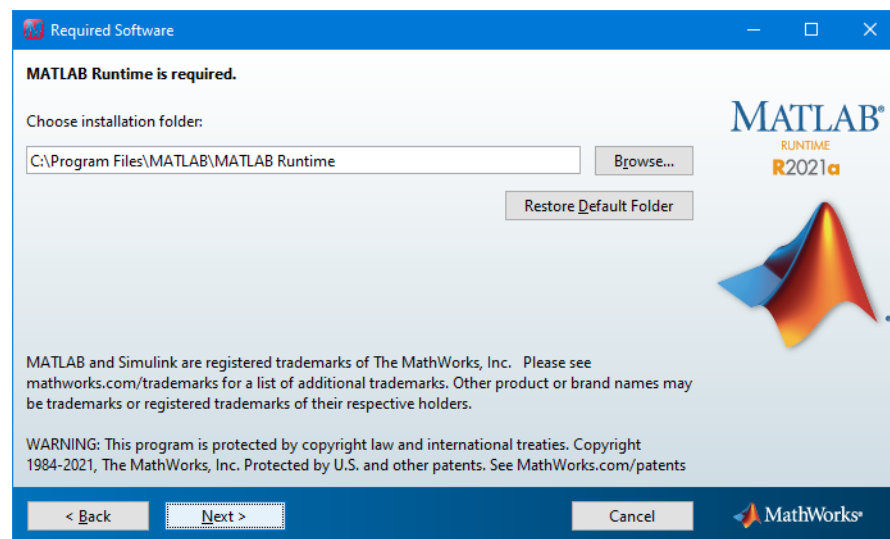 Required Software
MATLAB Runtime is required.
Choose installation folder:
C:\Program Files\MATLAB\MATLAB Runtime
Browse...
Restore Default Folder
MATLAB®
RUNTIME
R2021a
MATLAB and Simulink are registered trademarks of The MathWorks, Inc.   Please see
mathworks.com/trademarks for a list of additional trademarks. Other product or brand names may
be trademarks or registered trademarks of their respective holders.
WARNING: This program is protected by copyright law and international treaties. Copyright
1984-2021, The MathWorks, Inc. Protected by U.S. and other patents. See MathWorks.com/patents
< Back
Next >
Cancel
MathWorks®